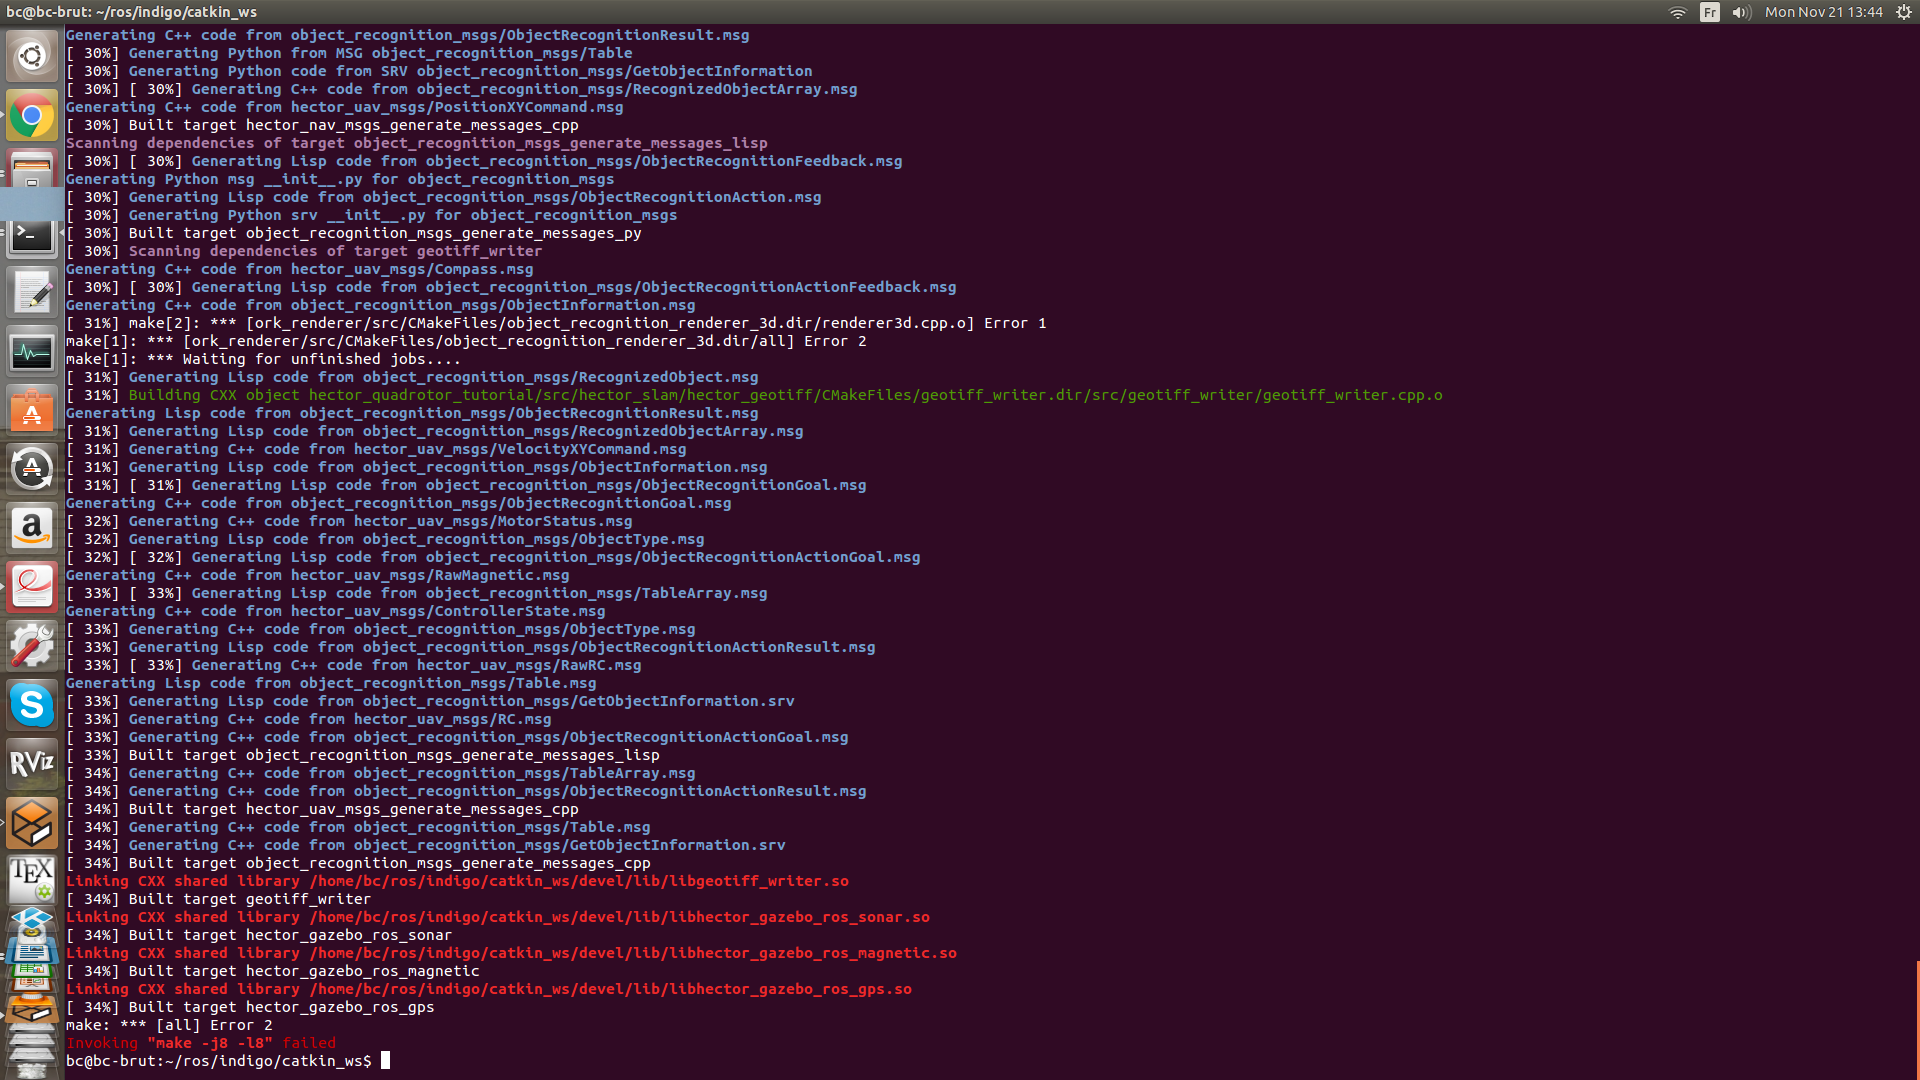 bc@bc-brut: ~/ros/indigo/catkin_ws
Fr
Mon Nov 21 13:44
Generating C++ code from object_recognition_msgs/ObjectRecognitionResult.msg
[ 30%] Generating Python from MSG object_recognition_msgs/Table
[ 30%] Generating Python code from SRV object_recognition_msgs/GetObjectInformation
[ 30%] [ 30%] Generating C++ code from object_recognition_msgs/RecognizedObjectArray.msg
Generating C++ code from hector_uav_msgs/PositionXYCommand.msg
[ 30%] Built target hector_nav_msgs_generate_messages_cpp
Scanning dependencies of target object_recognition_msgs_generate_messages_lisp
[ 30%] [ 30%] Generating Lisp code from object_recognition_msgs/ObjectRecognitionFeedback.msg
Generating Python msg __init__.py for object_recognition_msgs
[ 30%] Generating Lisp code from object_recognition_msgs/ObjectRecognitionAction.msg
[ 30%] Generating Python srv __init__.py for object_recognition_msgs
[ 30%] Built target object_recognition_msgs_generate_messages_py
[ 30%] Scanning dependencies of target geotiff_writer
Generating C++ code from hector_uav_msgs/Compass.msg
[ 30%] [ 30%] Generating Lisp code from object_recognition_msgs/ObjectRecognitionActionFeedback.msg
Generating C++ code from object_recognition_msgs/ObjectInformation.msg
[ 31%] make[2]: *** [ork_renderer/src/CMakeFiles/object_recognition_renderer_3d.dir/renderer3d.cpp.o] Error 1
make[1]: *** [ork_renderer/src/CMakeFiles/object_recognition_renderer_3d.dir/all] Error 2
make[1]: *** Waiting for unfinished jobs....
[ 31%] Generating Lisp code from object_recognition_msgs/RecognizedObject.msg
[ 31%] Building CXX object hector_quadrotor_tutorial/src/hector_slam/hector_geotiff/CMakeFiles/geotiff_writer.dir/src/geotiff_writer/geotiff_writer.cpp.o
Generating Lisp code from object_recognition_msgs/ObjectRecognitionResult.msg
[ 31%] Generating Lisp code from object_recognition_msgs/RecognizedObjectArray.msg
[ 31%] Generating C++ code from hector_uav_msgs/VelocityXYCommand.msg
[ 31%] Generating Lisp code from object_recognition_msgs/ObjectInformation.msg
[ 31%] [ 31%] Generating Lisp code from object_recognition_msgs/ObjectRecognitionGoal.msg
Generating C++ code from object_recognition_msgs/ObjectRecognitionGoal.msg
[ 32%] Generating C++ code from hector_uav_msgs/MotorStatus.msg
[ 32%] Generating Lisp code from object_recognition_msgs/ObjectType.msg
[ 32%] [ 32%] Generating Lisp code from object_recognition_msgs/ObjectRecognitionActionGoal.msg
Generating C++ code from hector_uav_msgs/RawMagnetic.msg
[ 33%] [ 33%] Generating Lisp code from object_recognition_msgs/TableArray.msg
Generating C++ code from hector_uav_msgs/ControllerState.msg
[ 33%] Generating C++ code from object_recognition_msgs/ObjectType.msg
[ 33%] Generating Lisp code from object_recognition_msgs/ObjectRecognitionActionResult.msg
[ 33%] [ 33%] Generating C++ code from hector_uav_msgs/RawRC.msg
Generating Lisp code from object_recognition_msgs/Table.msg
[ 33%] Generating Lisp code from object_recognition_msgs/GetObjectInformation.srv
[ 33%] Generating C++ code from hector_uav_msgs/RC.msg
[ 33%] Generating C++ code from object_recognition_msgs/ObjectRecognitionActionGoal.msg
[ 33%] Built target object_recognition_msgs_generate_messages_lisp
[ 34%] Generating C++ code from object_recognition_msgs/TableArray.msg
[ 34%] Generating C++ code from object_recognition_msgs/ObjectRecognitionActionResult.msg
[ 34%] Built target hector_uav_msgs_generate_messages_cpp
[ 34%] Generating C++ code from object_recognition_msgs/Table.msg
[ 34%] Generating C++ code from object_recognition_msgs/GetObjectInformation.srv
[ 34%] Built target object_recognition_msgs_generate_messages_cpp
Linking CXX shared library /home/bc/ros/indigo/catkin_ws/devel/lib/libgeotiff_writer.so
[ 34%] Built target geotiff_writer
Linking CXX shared library /home/bc/ros/indigo/catkin_ws/devel/lib/libhector_gazebo_ros_sonar.so
[ 34%] Built target hector_gazebo_ros_sonar
Linking CXX shared library /home/bc/ros/indigo/catkin_ws/devel/lib/libhector_gazebo_ros_magnetic.so
[ 34%] Built target hector_gazebo_ros_magnetic
Linking CXX shared library /home/bc/ros/indigo/catkin_ws/devel/lib/libhector_gazebo_ros_gps.so
[ 34%] Built target hector_gazebo_ros_gps
make: *** [all] Error 2
Invoking "make -j8 -l8" failed
bc@bc-brut:~/ros/indigo/catkin_ws$
>_
A
A
a
S
RViz
TEX